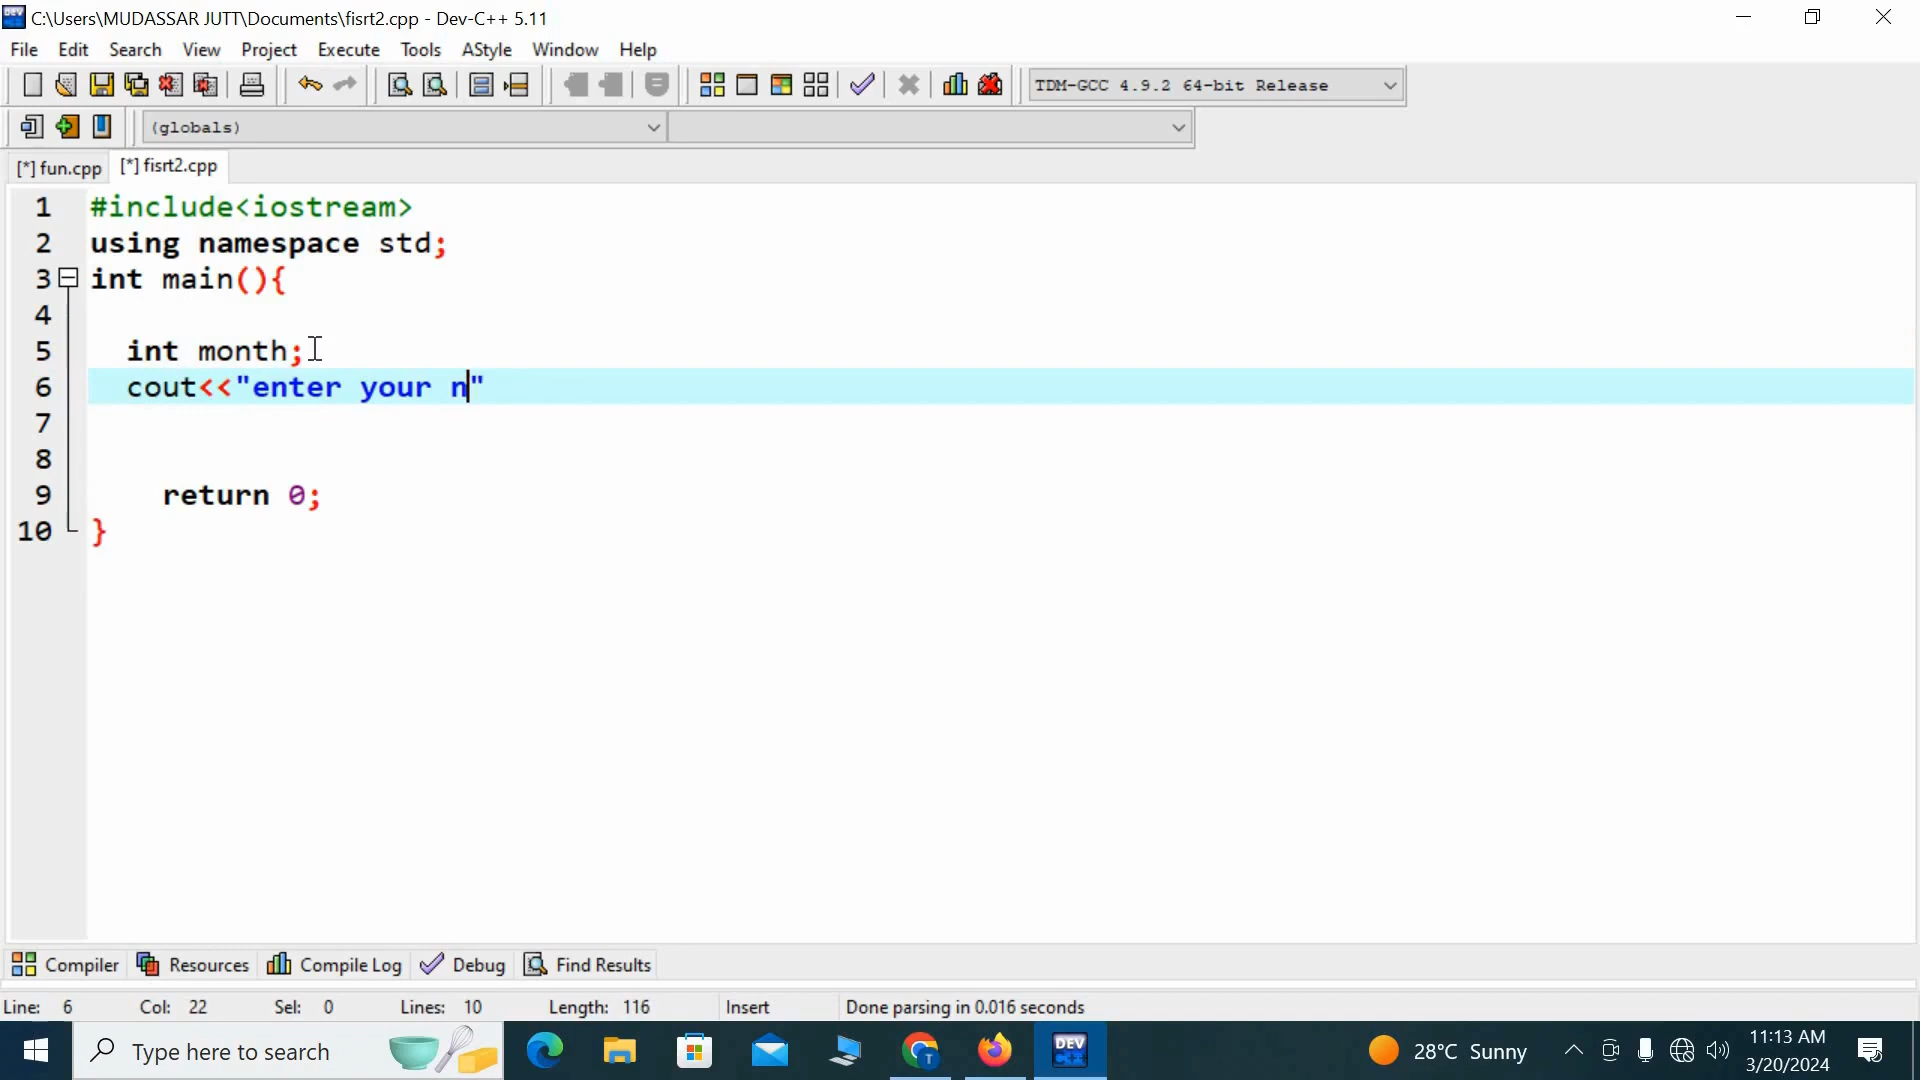 C:\Users\MUDASSAR JUTT\Documents\fisrt2.cpp - Dev-C++ 5.11
File Edit Search View Project Execute Tools AStyle Window Help
TDM-GCC 4.9.2 64-bit Release
(globals)
[*] fun.cpp [*] fisrt2.cpp
1 #include<iostream>
2 using namespace std;
3 int main(){
4
5 int month;
6 cout<<"enter your n"
7
8
9 return 0;
10 }
Compiler Resources Compile Log Debug Find Results
Line: 6 Col: 22 Sel: 0 Lines: 10 Length: 116 Insert Done parsing in 0.016 seconds
Type here to search T DEV C++ 28°C Sunny 11:13 AM
3/20/2024